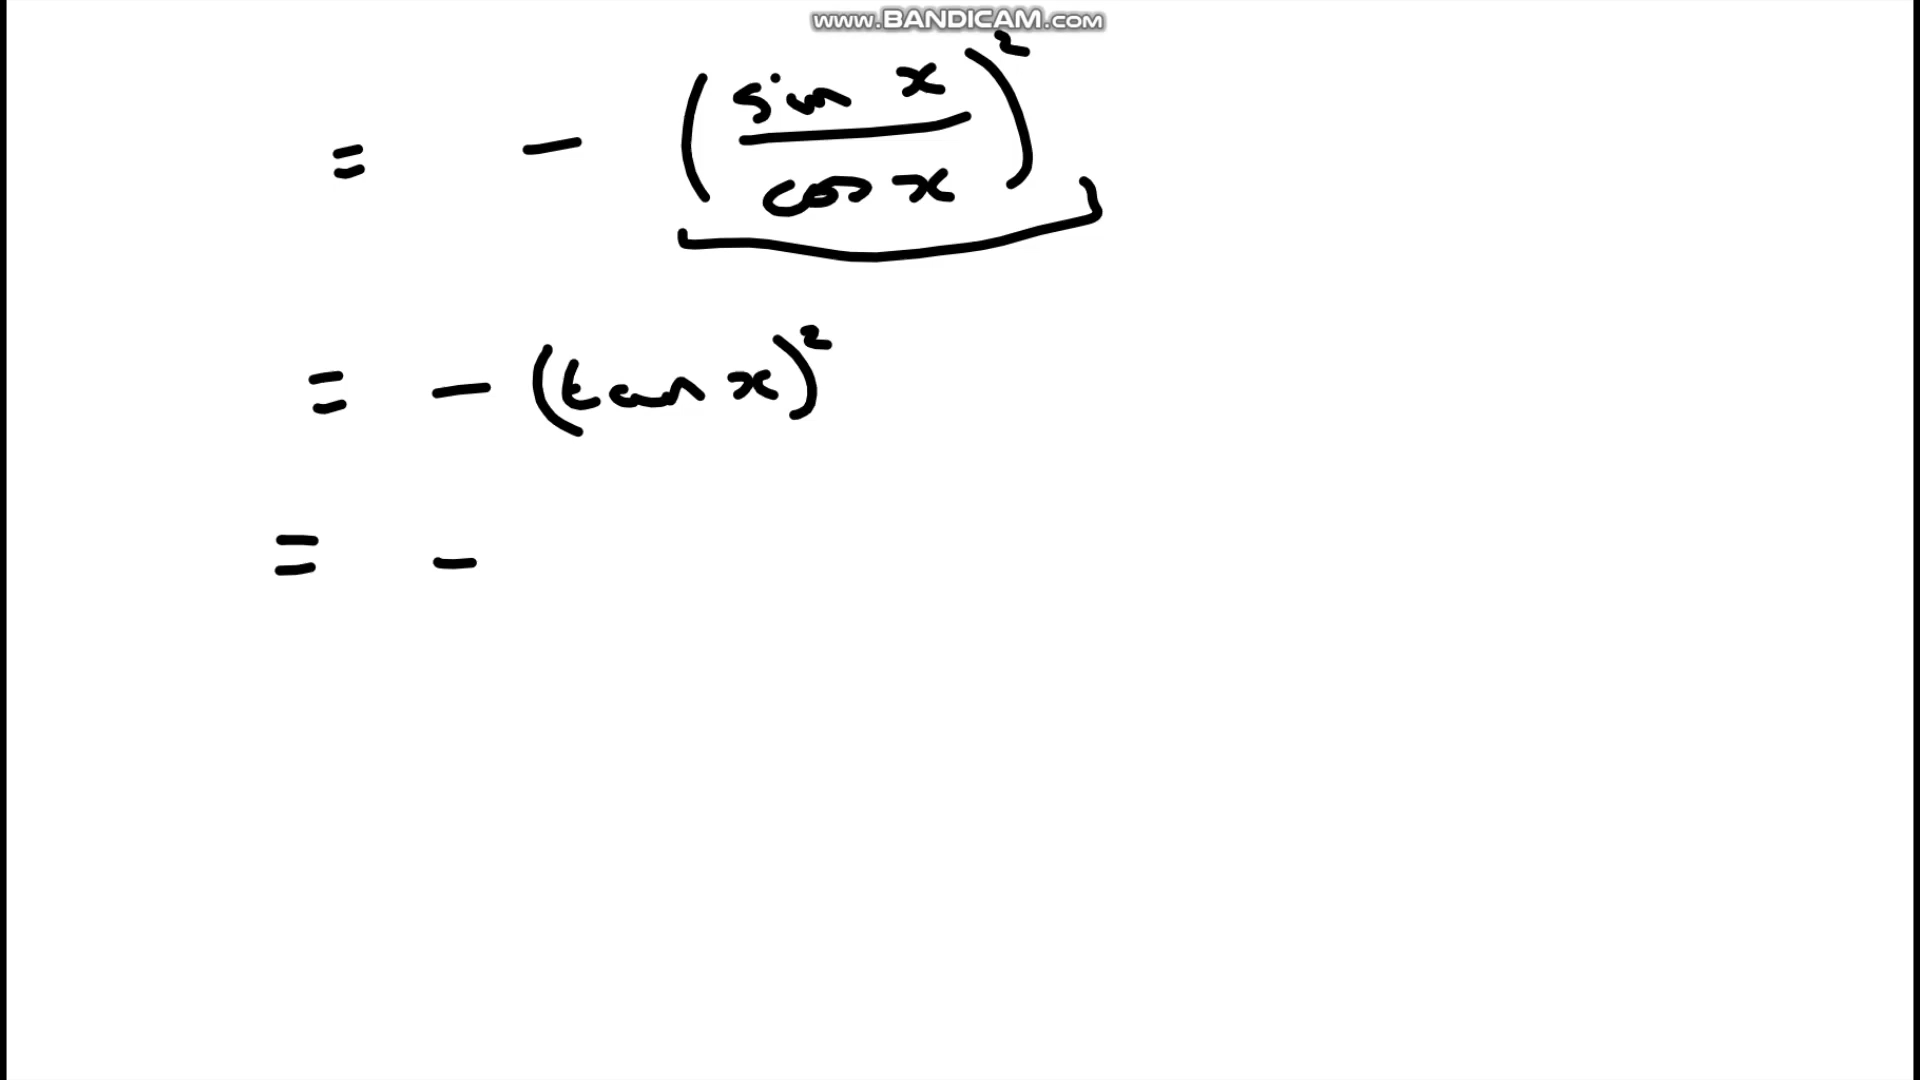 www.BANDICAM.com
= - (sin x / cos x)²
= - (tan x)²
= -